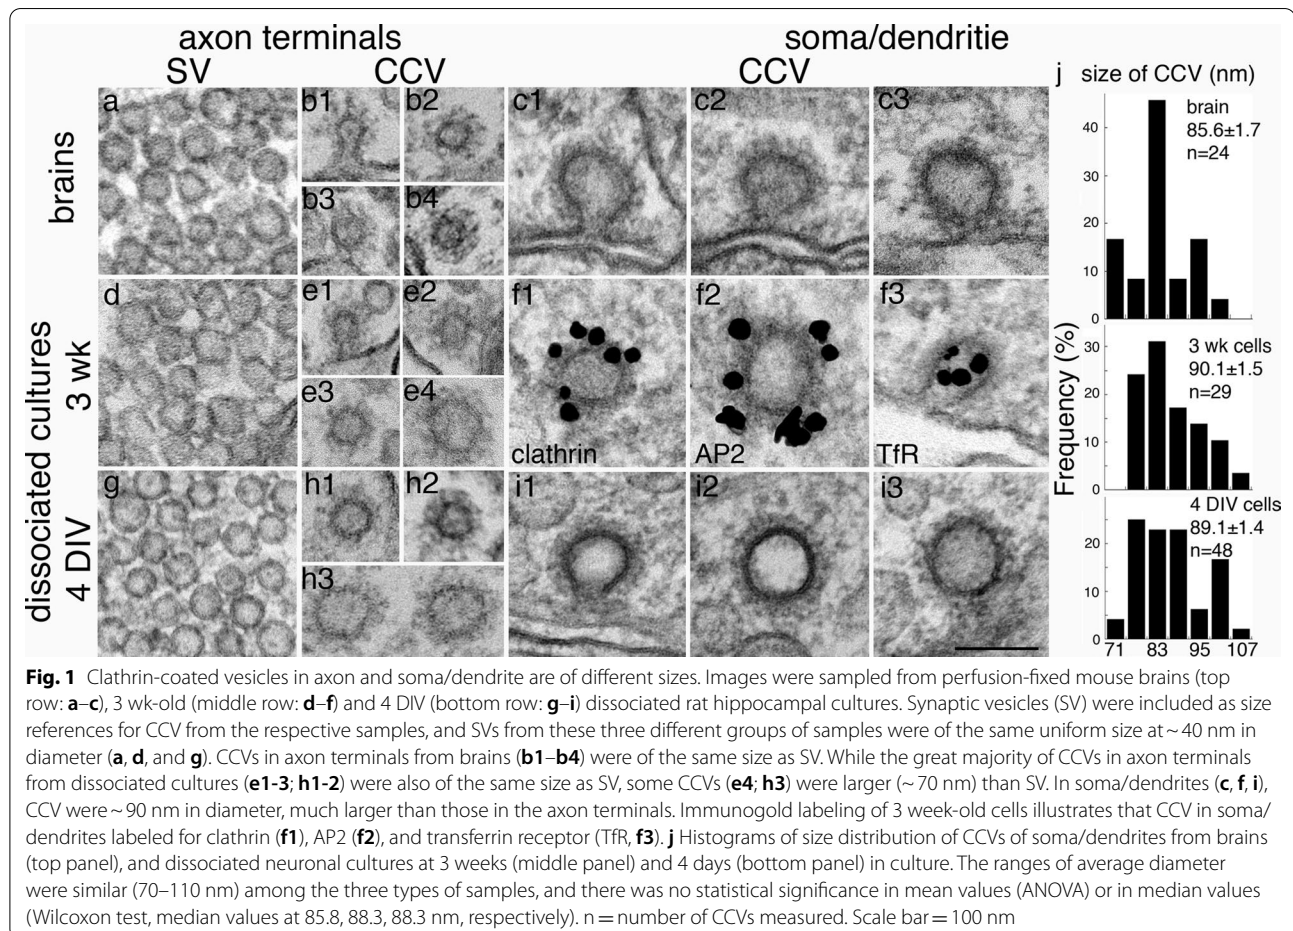 axon terminals
soma/dendritie
SV
CCV
CCV
j size of CCV (nm)
brains
a
b1
b2
b3
b4
c1
c2
c3
brain
85.6±1.7
n=24
40
30
20
10
0
dissociated cultures
3 wk
d
e1
e2
e3
e4
f1
clathrin
f2
AP2
f3
TfR
Frequency (%)
3 wk cells
90.1±1.5
n=29
30
20
10
0
4 DIV
g
h1
h2
h3
i1
i2
i3
4 DIV cells
89.1±1.4
n=48
20
10
0
71 83 95 107
Fig. 1 Clathrin-coated vesicles in axon and soma/dendrite are of different sizes. Images were sampled from perfusion-fixed mouse brains (top
row: a–c), 3 wk-old (middle row: d–f) and 4 DIV (bottom row: g–i) dissociated rat hippocampal cultures. Synaptic vesicles (SV) were included as size
references for CCV from the respective samples, and SVs from these three different groups of samples were of the same uniform size at ~ 40 nm in
diameter (a, d, and g). CCVs in axon terminals from brains (b1–b4) were of the same size as SV. While the great majority of CCVs in axon terminals
from dissociated cultures (e1-3; h1-2) were also of the same size as SV, some CCVs (e4; h3) were larger (~ 70 nm) than SV. In soma/dendrites (c, f, i),
CCV were ~ 90 nm in diameter, much larger than those in the axon terminals. Immunogold labeling of 3 week-old cells illustrates that CCV in soma/
dendrites labeled for clathrin (f1), AP2 (f2), and transferrin receptor (TfR, f3). j Histograms of size distribution of CCVs of soma/dendrites from brains
(top panel), and dissociated neuronal cultures at 3 weeks (middle panel) and 4 days (bottom panel) in culture. The ranges of average diameter
were similar (70–110 nm) among the three types of samples, and there was no statistical significance in mean values (ANOVA) or in median values
(Wilcoxon test, median values at 85.8, 88.3, 88.3 nm, respectively). n = number of CCVs measured. Scale bar = 100 nm